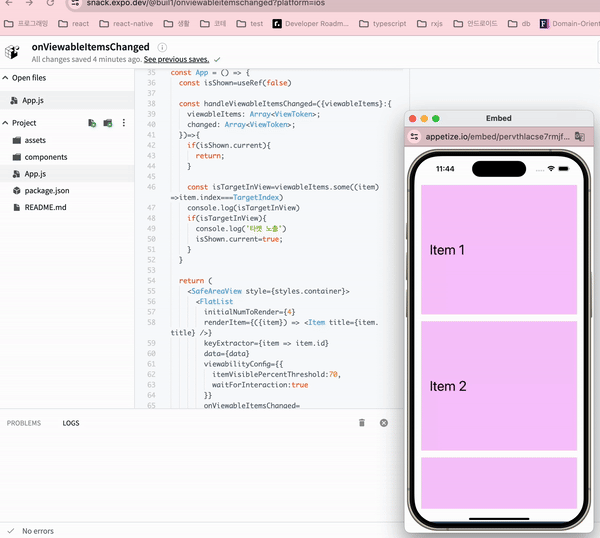 snack.expo.dev/@buil1/onviewableitemschanged?platform=ios
프로그래밍 react react-native 생활 코테 test Developer Roadm... typescript rxjs 안드로이드 db Domain-Orient
onViewableItemsChanged
All changes saved 4 minutes ago. See previous saves.
Open files
App.js
Project
assets
components
App.js
package.json
README.md
35 const App = () => {
36 const isShown=useRef(false)
37
38 const handleViewableItemsChanged=({viewableItems}:{
39 viewableItems: Array<ViewToken>;
40 changed: Array<ViewToken>;
41 })=>{
42 if(isShown.current){
43 return;
44 }
45
46 const isTargetInView=viewableItems.some((item)
=>item.index===TargetIndex)
47 console.log(isTargetInView)
48 if(isTargetInView){
49 console.log('타켓 노출')
50 isShown.current=true;
51 }
52 }
53
54 return (
55 <SafeAreaView style={styles.container}>
56 <FlatList
57 initialNumToRender={4}
58 renderItem={({item}) => <Item title={item.
title} />}
59 keyExtractor={item => item.id}
60 data={data}
61 viewabilityConfig={{
62 itemVisiblePercentThreshold:70,
63 waitForInteraction:true
64 }}
65 onViewableItemsChanged=
PROBLEMS LOGS
No errors
Embed
appetize.io/embed/pervthlacse7rmjf...
11:44
Item 1
Item 2